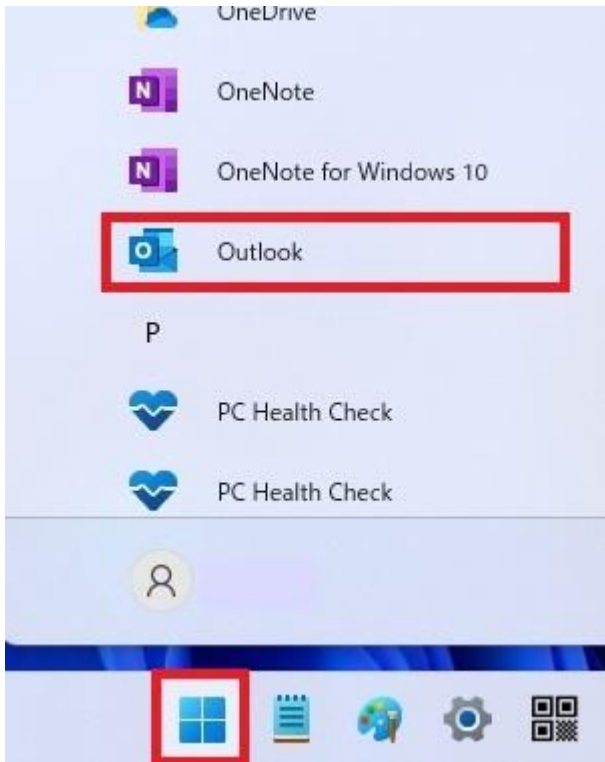 OneDrive
N OneNote
N OneNote for Windows 10
O Outlook
P
PC Health Check
PC Health Check